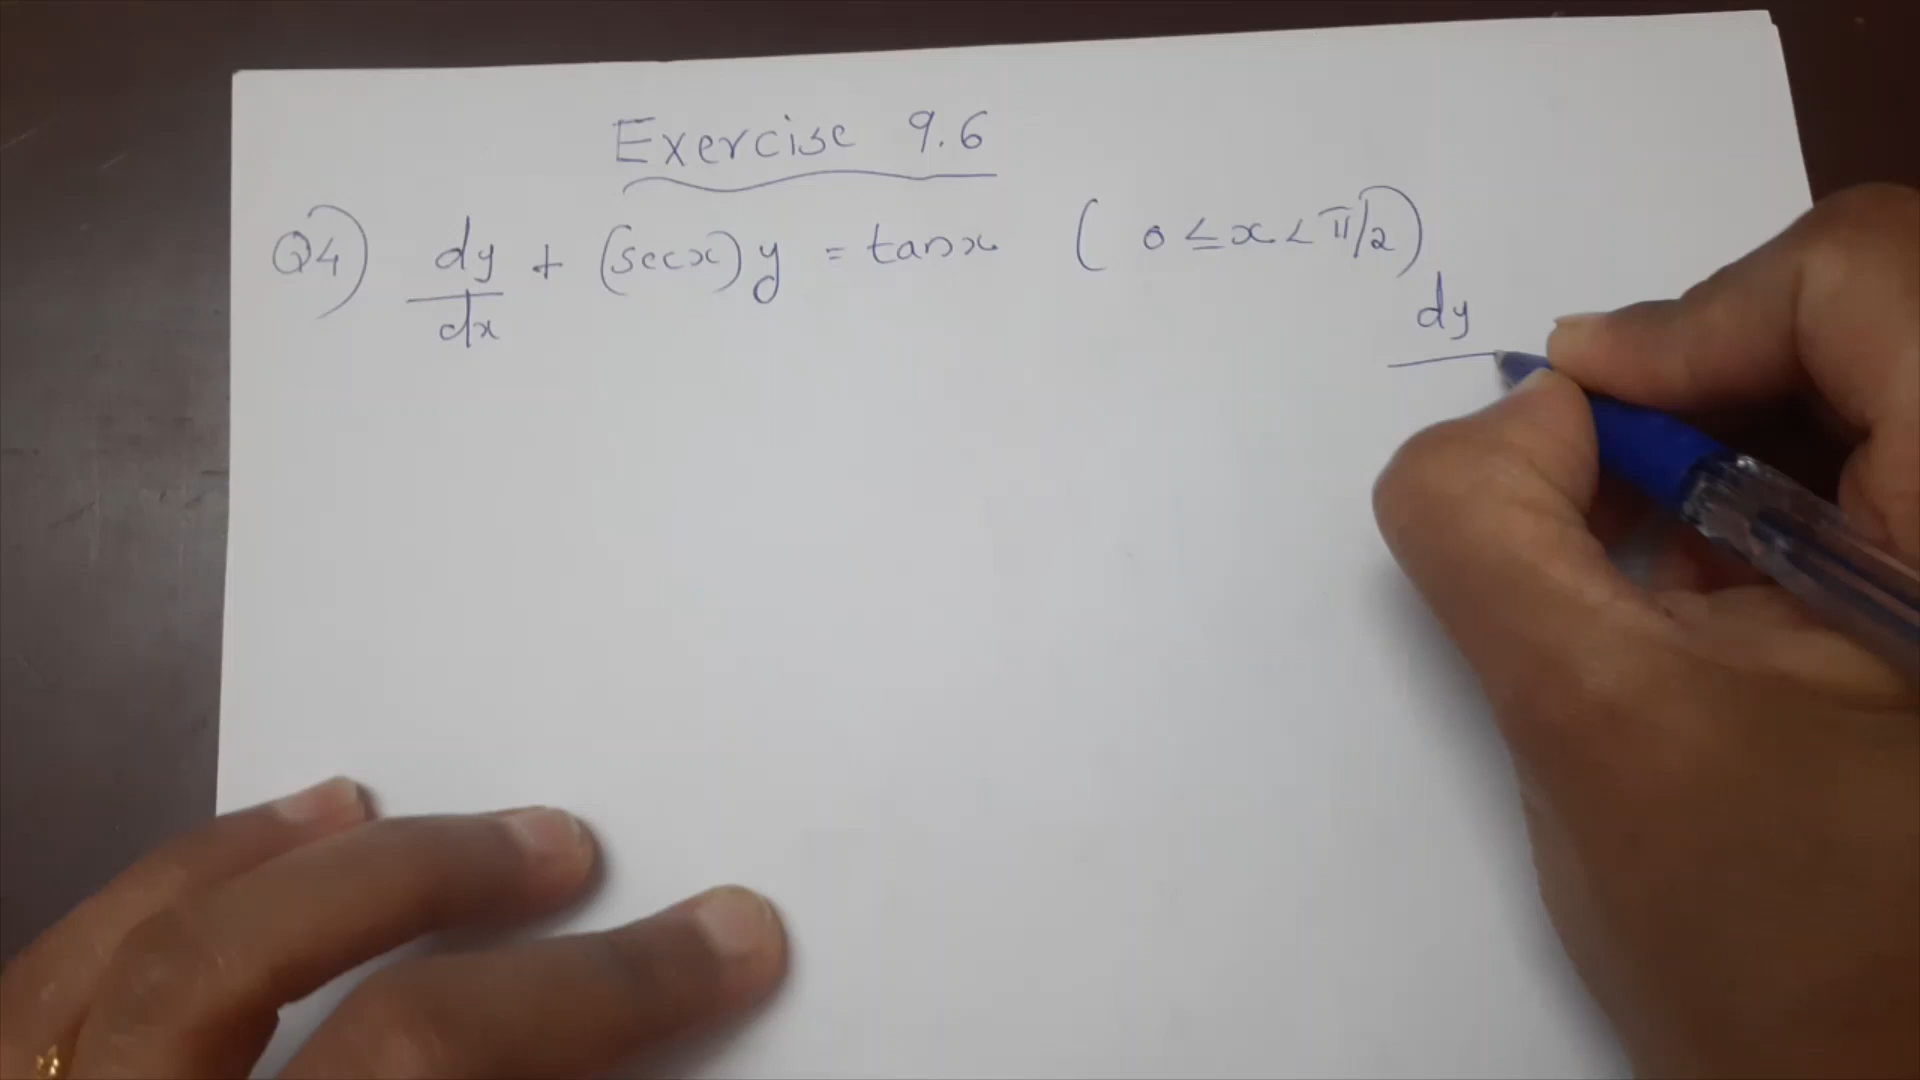 Exercise 9.6
Q4) dy/dx + (secx)y = tanx ( 0 ≤ x < π/2)
dy